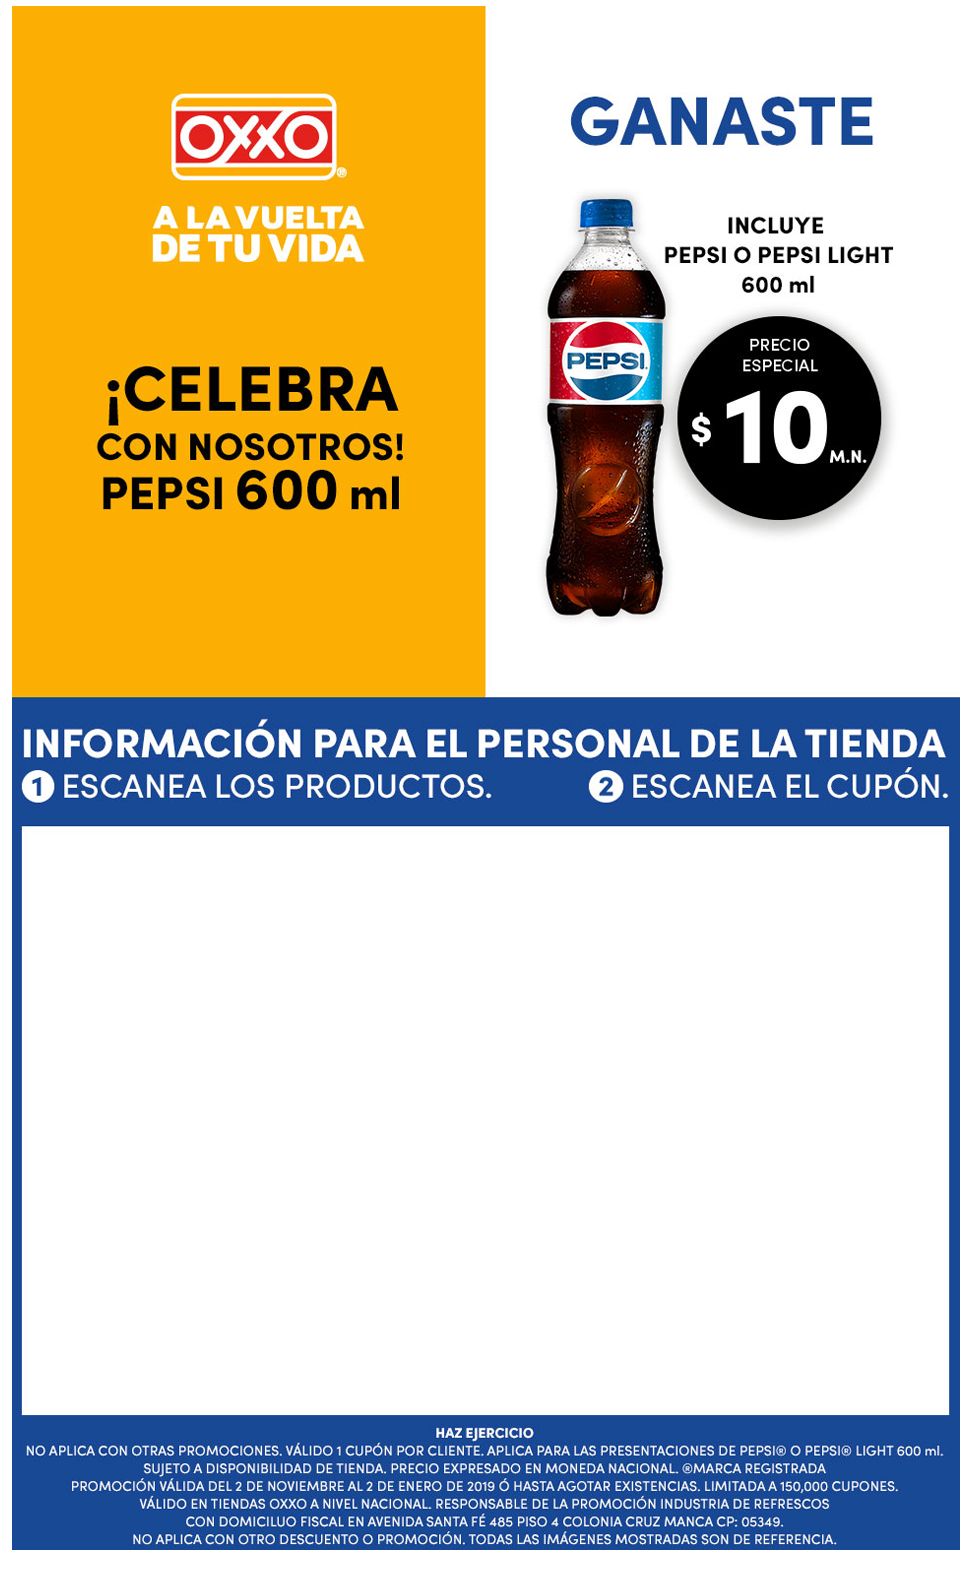 OXXO
A LA VUELTA
DE TU VIDA
¡CELEBRA
CON NOSOTROS!
PEPSI 600 ml
GANASTE
INCLUYE
PEPSI O PEPSI LIGHT
600 ml
PEPSI
PRECIO
ESPECIAL
$ 10 M.N.
INFORMACIÓN PARA EL PERSONAL DE LA TIENDA
1 ESCANEA LOS PRODUCTOS. 2 ESCANEA EL CUPÓN.
HAZ EJERCICIO
NO APLICA CON OTRAS PROMOCIONES. VÁLIDO 1 CUPÓN POR CLIENTE. APLICA PARA LAS PRESENTACIONES DE PEPSI® O PEPSI® LIGHT 600 ml.
SUJETO A DISPONIBILIDAD DE TIENDA. PRECIO EXPRESADO EN MONEDA NACIONAL. ®MARCA REGISTRADA
PROMOCIÓN VÁLIDA DEL 2 DE NOVIEMBRE AL 2 DE ENERO DE 2019 Ó HASTA AGOTAR EXISTENCIAS. LIMITADA A 150,000 CUPONES.
VÁLIDO EN TIENDAS OXXO A NIVEL NACIONAL. RESPONSABLE DE LA PROMOCIÓN INDUSTRIA DE REFRESCOS
CON DOMICILUO FISCAL EN AVENIDA SANTA FÉ 485 PISO 4 COLONIA CRUZ MANCA CP: 05349.
NO APLICA CON OTRO DESCUENTO O PROMOCIÓN. TODAS LAS IMÁGENES MOSTRADAS SON DE REFERENCIA.